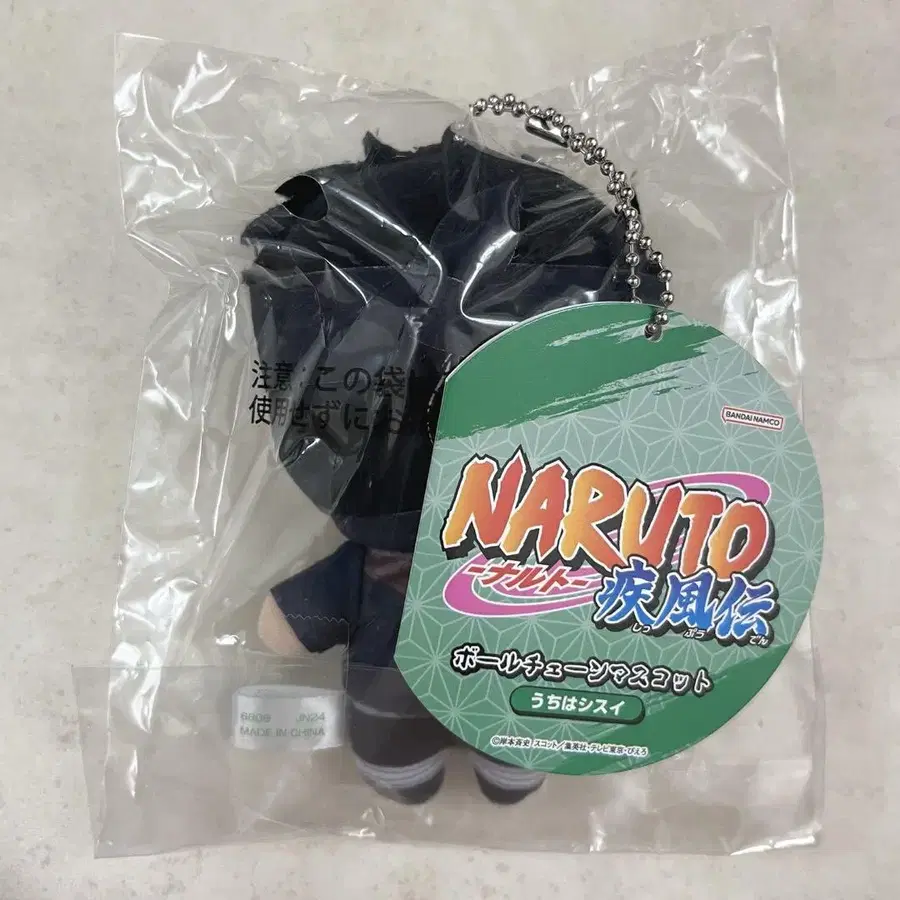 注意：この袋
使用せずにお
BANDAI NAMCO
NARUTO
-ナルト-
疾風伝
しっ ぷう でん
ボールチェーンマスコット
うちはシスイ
©岸本斉史 スコット／集英社・テレビ東京・ぴえろ
JN24
MADE IN CHINA